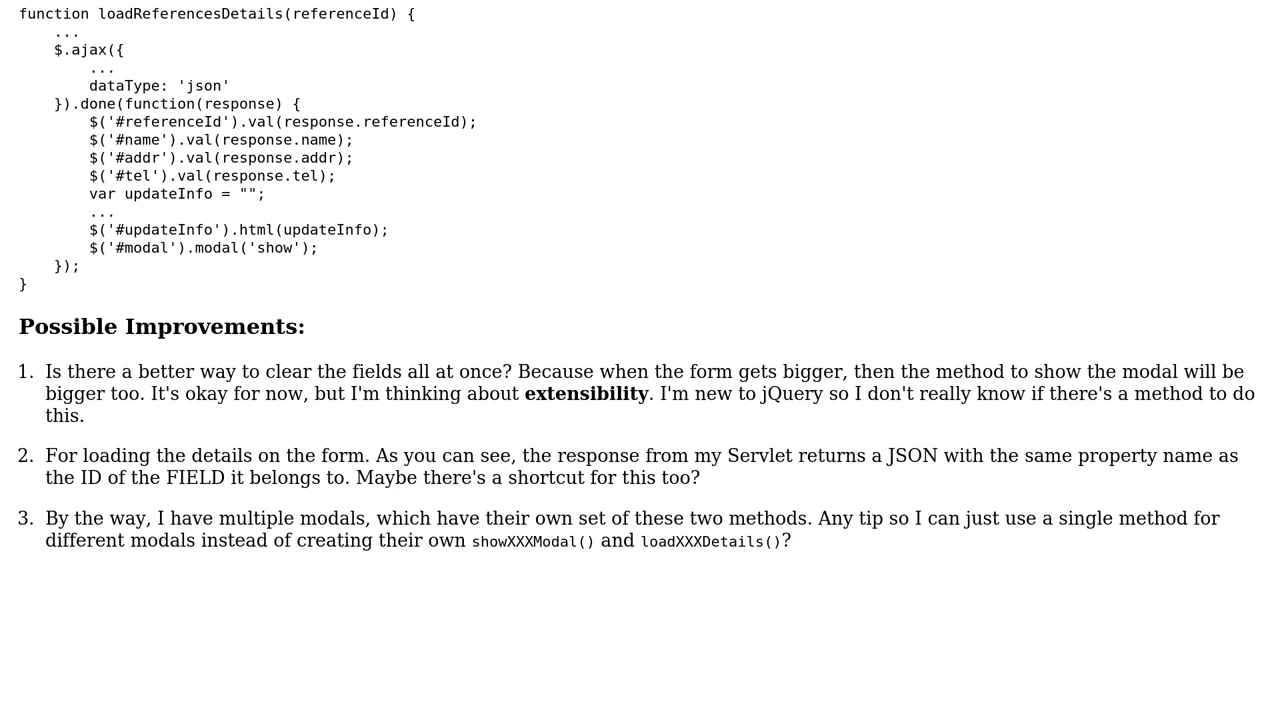 function loadReferencesDetails(referenceId) {
    ...
    $.ajax({
        ...
        dataType: 'json'
    }).done(function(response) {
        $('#referenceId').val(response.referenceId);
        $('#name').val(response.name);
        $('#addr').val(response.addr);
        $('#tel').val(response.tel);
        var updateInfo = "";
        ...
        $('#updateInfo').html(updateInfo);
        $('#modal').modal('show');
    });
}
Possible Improvements:
1. Is there a better way to clear the fields all at once? Because when the form gets bigger, then the method to show the modal will be
bigger too. It's okay for now, but I'm thinking about extensibility. I'm new to jQuery so I don't really know if there's a method to do
this.
2. For loading the details on the form. As you can see, the response from my Servlet returns a JSON with the same property name as
the ID of the FIELD it belongs to. Maybe there's a shortcut for this too?
3. By the way, I have multiple modals, which have their own set of these two methods. Any tip so I can just use a single method for
different modals instead of creating their own showXXXModal() and loadXXXDetails()?